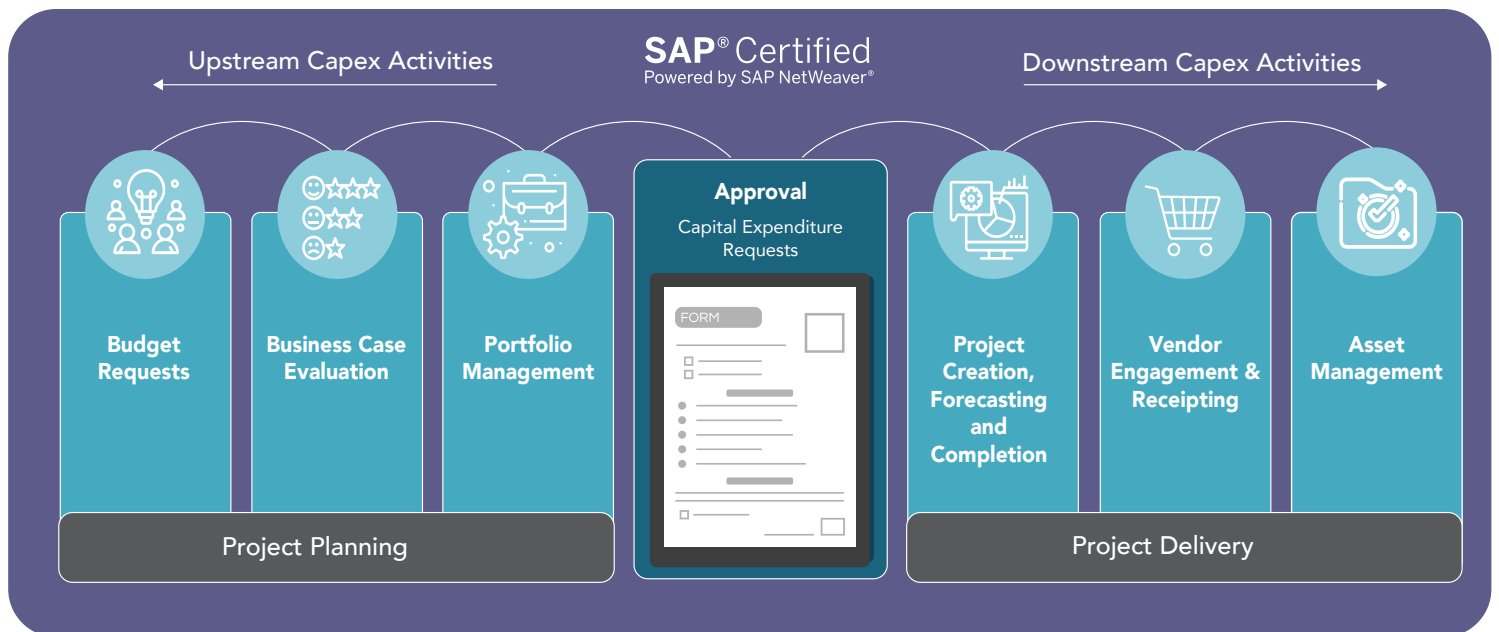 Upstream Capex Activities
SAP® Certified
Powered by SAP NetWeaver®
Downstream Capex Activities
Budget
Requests
Business Case
Evaluation
Portfolio
Management
Approval
Capital Expenditure
Requests
FORM
Project
Creation,
Forecasting
and
Completion
Vendor
Engagement &
Receipting
Asset
Management
Project Planning
Project Delivery